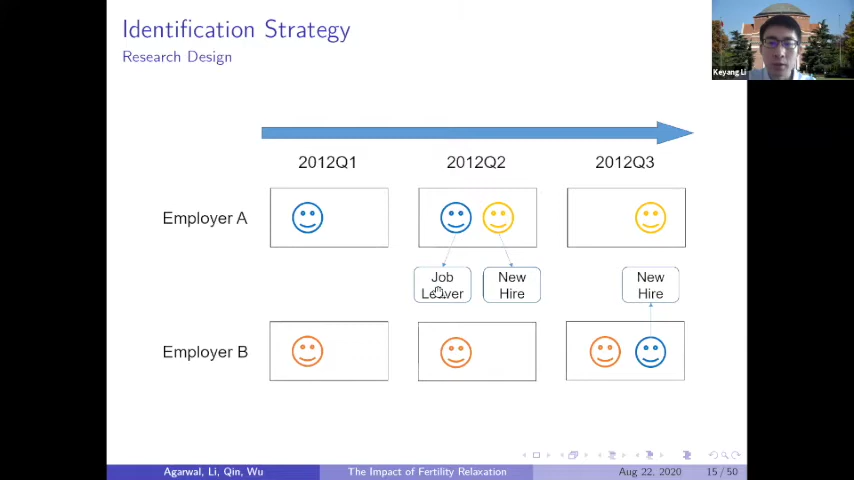 Identification Strategy
Research Design
Keyang Li
2012Q1 2012Q2 2012Q3
Employer A
Job Leaver
New Hire
New Hire
Employer B
Agarwal, Li, Qin, Wu The Impact of Fertility Relaxation Aug 22, 2020 15 / 50